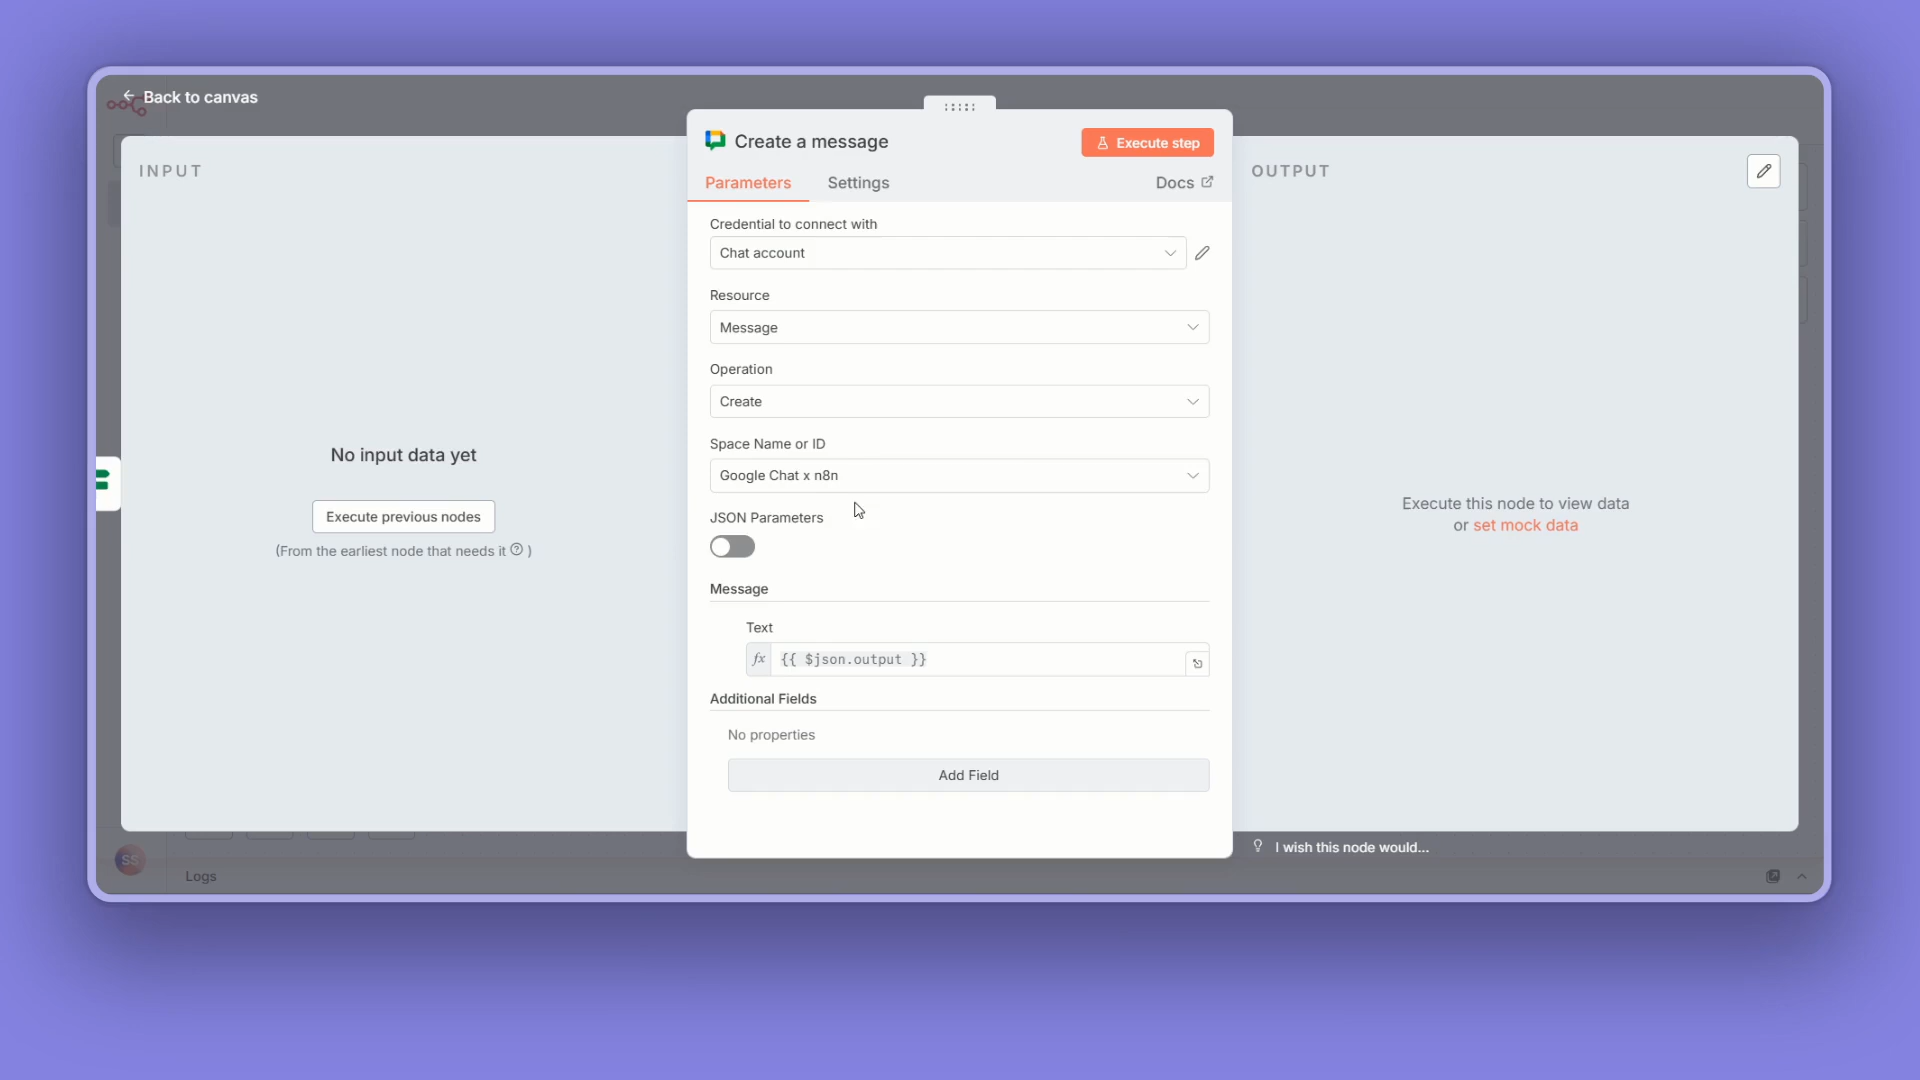 Back to canvas
INPUT
No input data yet
Execute previous nodes
(From the earliest node that needs it )
Create a message
Execute step
Parameters
Settings
Docs
Credential to connect with
Chat account
Resource
Message
Operation
Create
Space Name or ID
Google Chat x n8n
JSON Parameters
Message
Text
fx {{ $json.output }}
Additional Fields
No properties
Add Field
OUTPUT
Execute this node to view data
or set mock data
I wish this node would...
SS
Logs